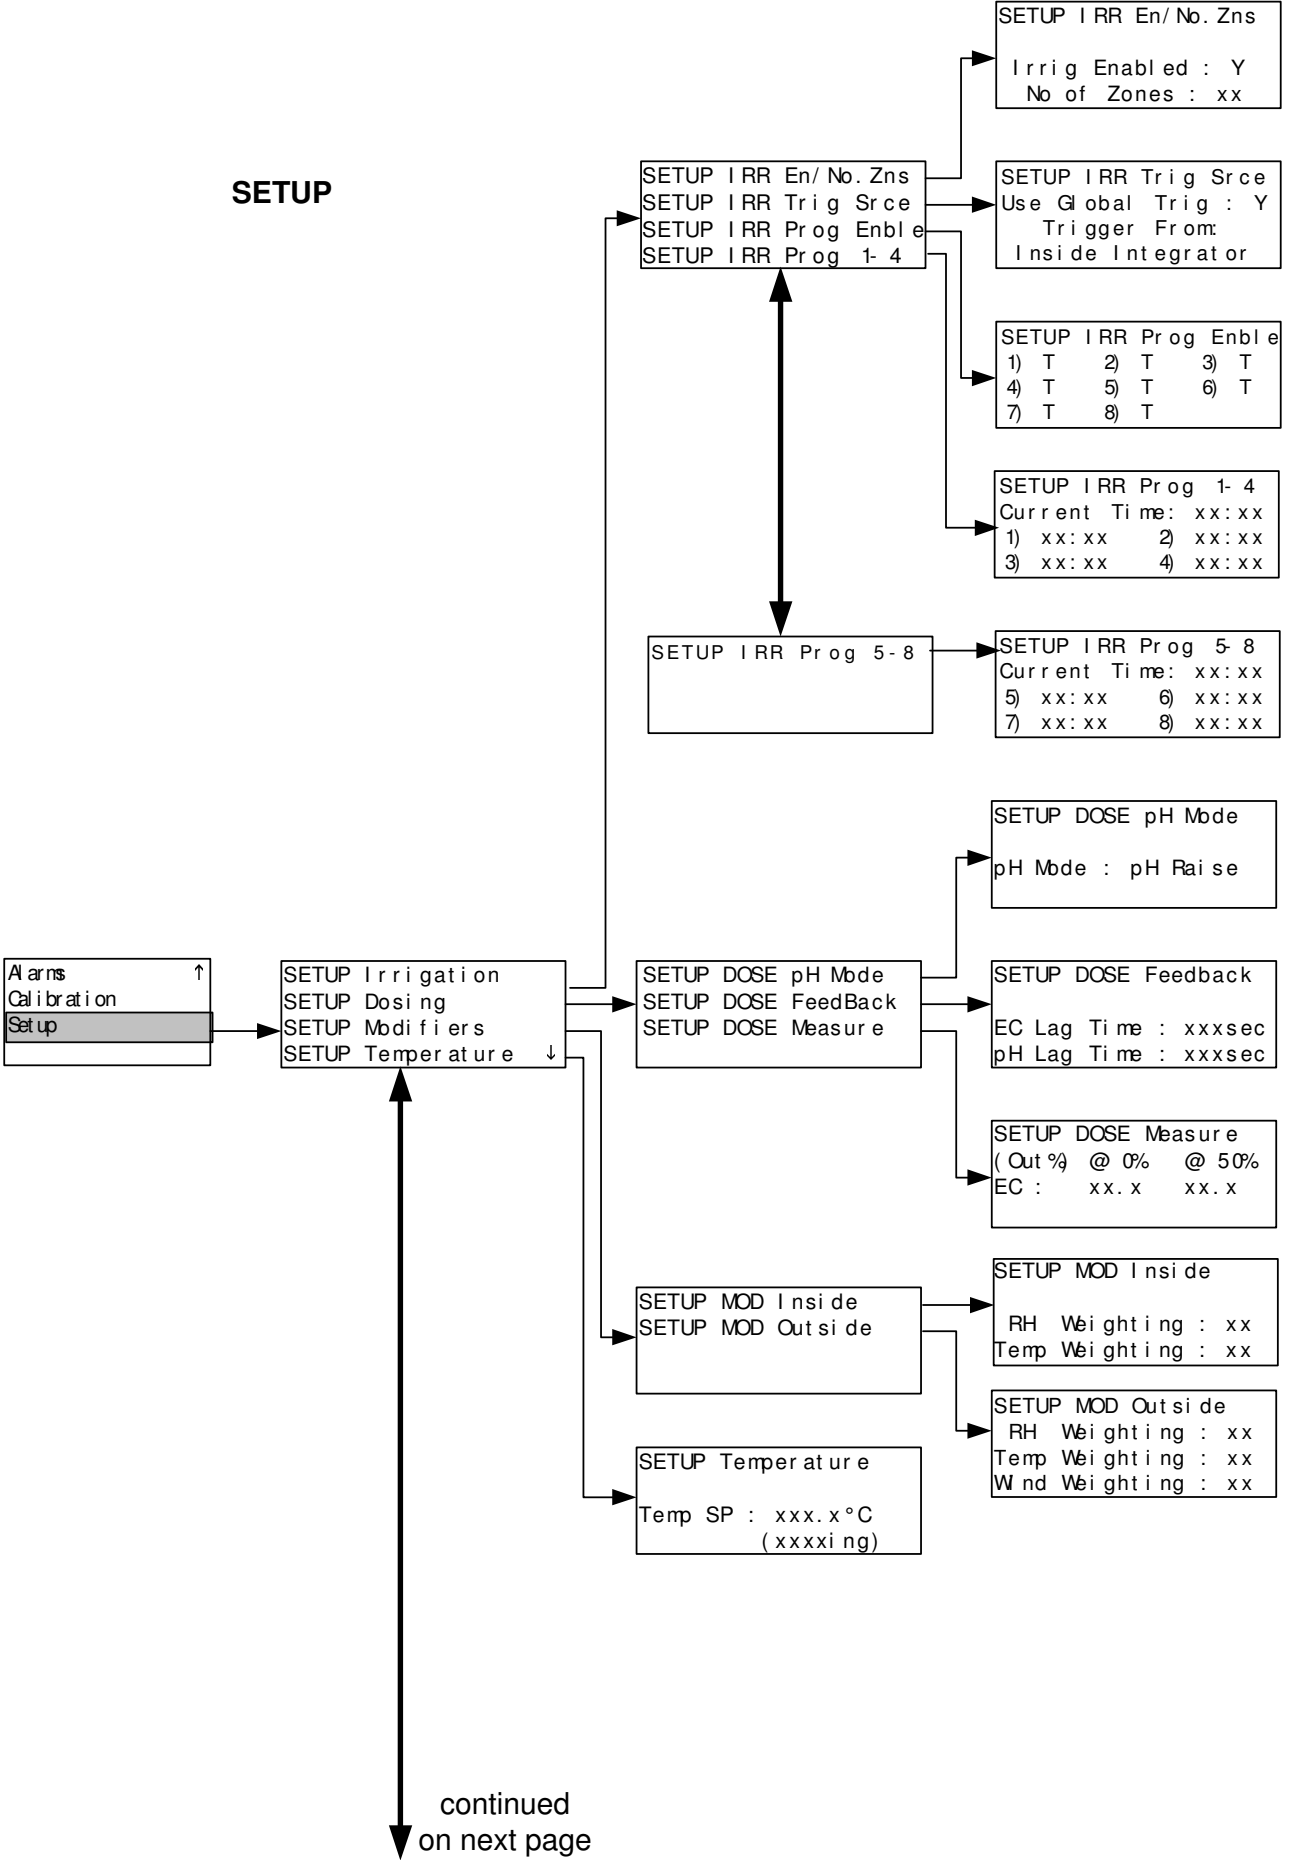 SETUP
Alarms ↑
Calibration
Setup
SETUP Irrigation
SETUP Dosing
SETUP Modifiers
SETUP Temperature ↓
continued
on next page
SETUP IRR En/No.Zns
SETUP IRR Trig Srce
SETUP IRR Prog Enble
SETUP IRR Prog 1-4
SETUP IRR En/No.Zns
Irrig Enabled : Y
No of Zones : xx
SETUP IRR Trig Srce
Use Global Trig : Y
Trigger From:
Inside Integrator
SETUP IRR Prog Enble
1) T 2) T 3) T
4) T 5) T 6) T
7) T 8) T
SETUP IRR Prog 1-4
Current Time: xx:xx
1) xx:xx 2) xx:xx
3) xx:xx 4) xx:xx
SETUP IRR Prog 5-8
SETUP IRR Prog 5-8
Current Time: xx:xx
5) xx:xx 6) xx:xx
7) xx:xx 8) xx:xx
SETUP DOSE pH Mode
SETUP DOSE FeedBack
SETUP DOSE Measure
SETUP DOSE pH Mode
pH Mode : pH Raise
SETUP DOSE Feedback
EC Lag Time : xxxsec
pH Lag Time : xxxsec
SETUP DOSE Measure
(Out%) @ 0% @ 50%
EC : xx.x xx.x
SETUP MOD Inside
SETUP MOD Outside
SETUP MOD Inside
RH Weighting : xx
Temp Weighting : xx
SETUP MOD Outside
RH Weighting : xx
Temp Weighting : xx
Wind Weighting : xx
SETUP Temperature
Temp SP : xxx.x°C
(xxxxing)